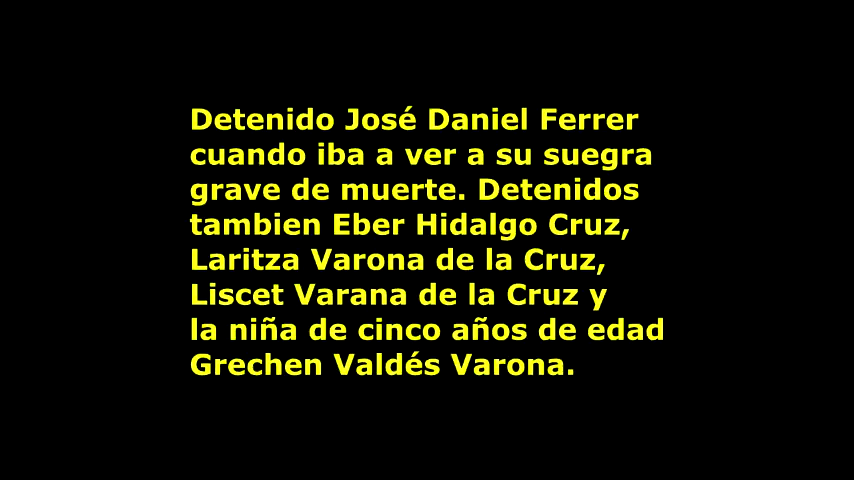 Detenido José Daniel Ferrer
cuando iba a ver a su suegra
grave de muerte. Detenidos
tambien Eber Hidalgo Cruz,
Laritza Varona de la Cruz,
Liscet Varana de la Cruz y
la niña de cinco años de edad
Grechen Valdés Varona.